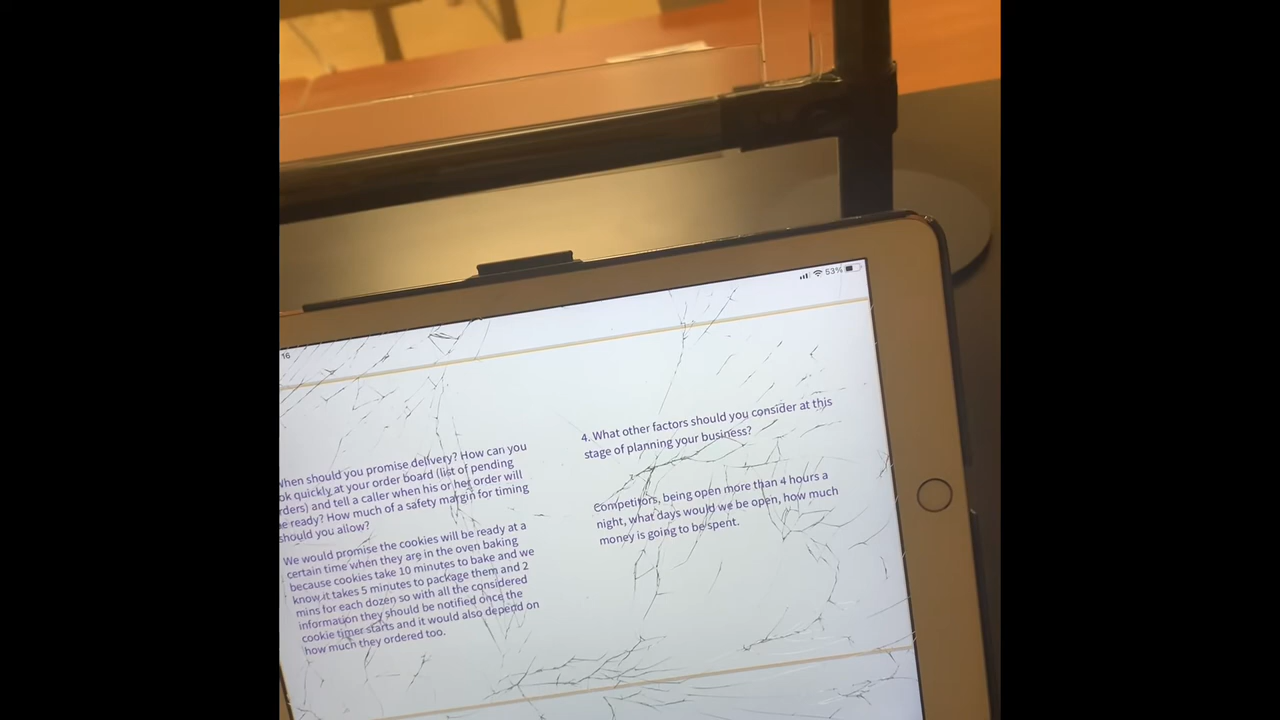 16
53%
When should you promise delivery? How can you
ok quickly at your order board (list of pending
rders) and tell a caller when his or her order will
e ready? How much of a safety margin for timing
should you allow?
We would promise the cookies will be ready at a
certain time when they are in the oven baking
because cookies take 10 minutes to bake and we
know it takes 5 minutes to package them and 2
mins for each dozen so with all the considered
information they should be notified once the
cookie timer starts and it would also depend on
how much they ordered too.
4. What other factors should you consider at this
stage of planning your business?
Competitors, being open more than 4 hours a
night, what days would we be open, how much
money is going to be spent.